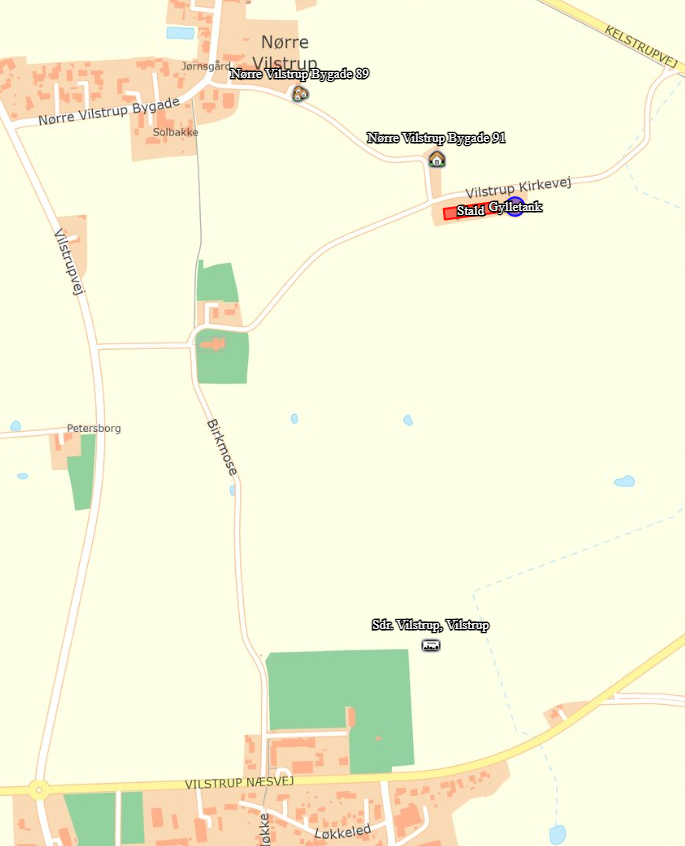 KELSTRUPVEJ
Nørre
Vilstrup
Jørnsgård
Nørre Vilstrup Bygade 89
Nørre Vilstrup Bygade
Solbakke
Nørre Vilstrup Bygade 91
Vilstrup Kirkevej
Stald
Gylletank
Vilstrupvej
Petersborg
Birkmose
Sdr. Vilstrup, Vilstrup
VILSTRUP NÆSVEJ
Løkkeled